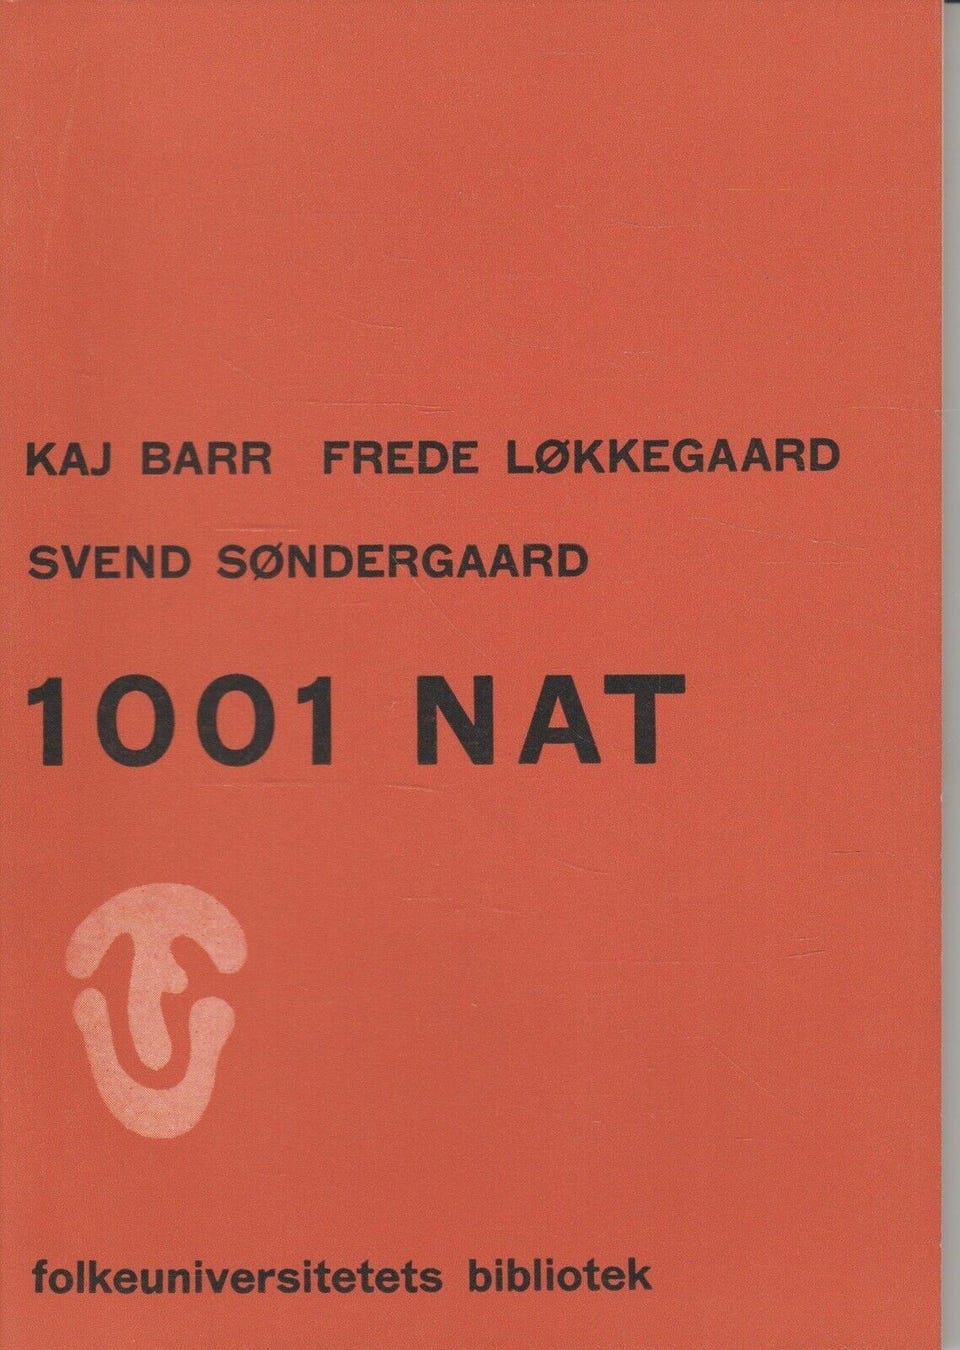 KAJ BARR FREDE LØKKEGAARD
SVEND SØNDERGAARD
1001 NAT
folkeuniversitetets bibliotek